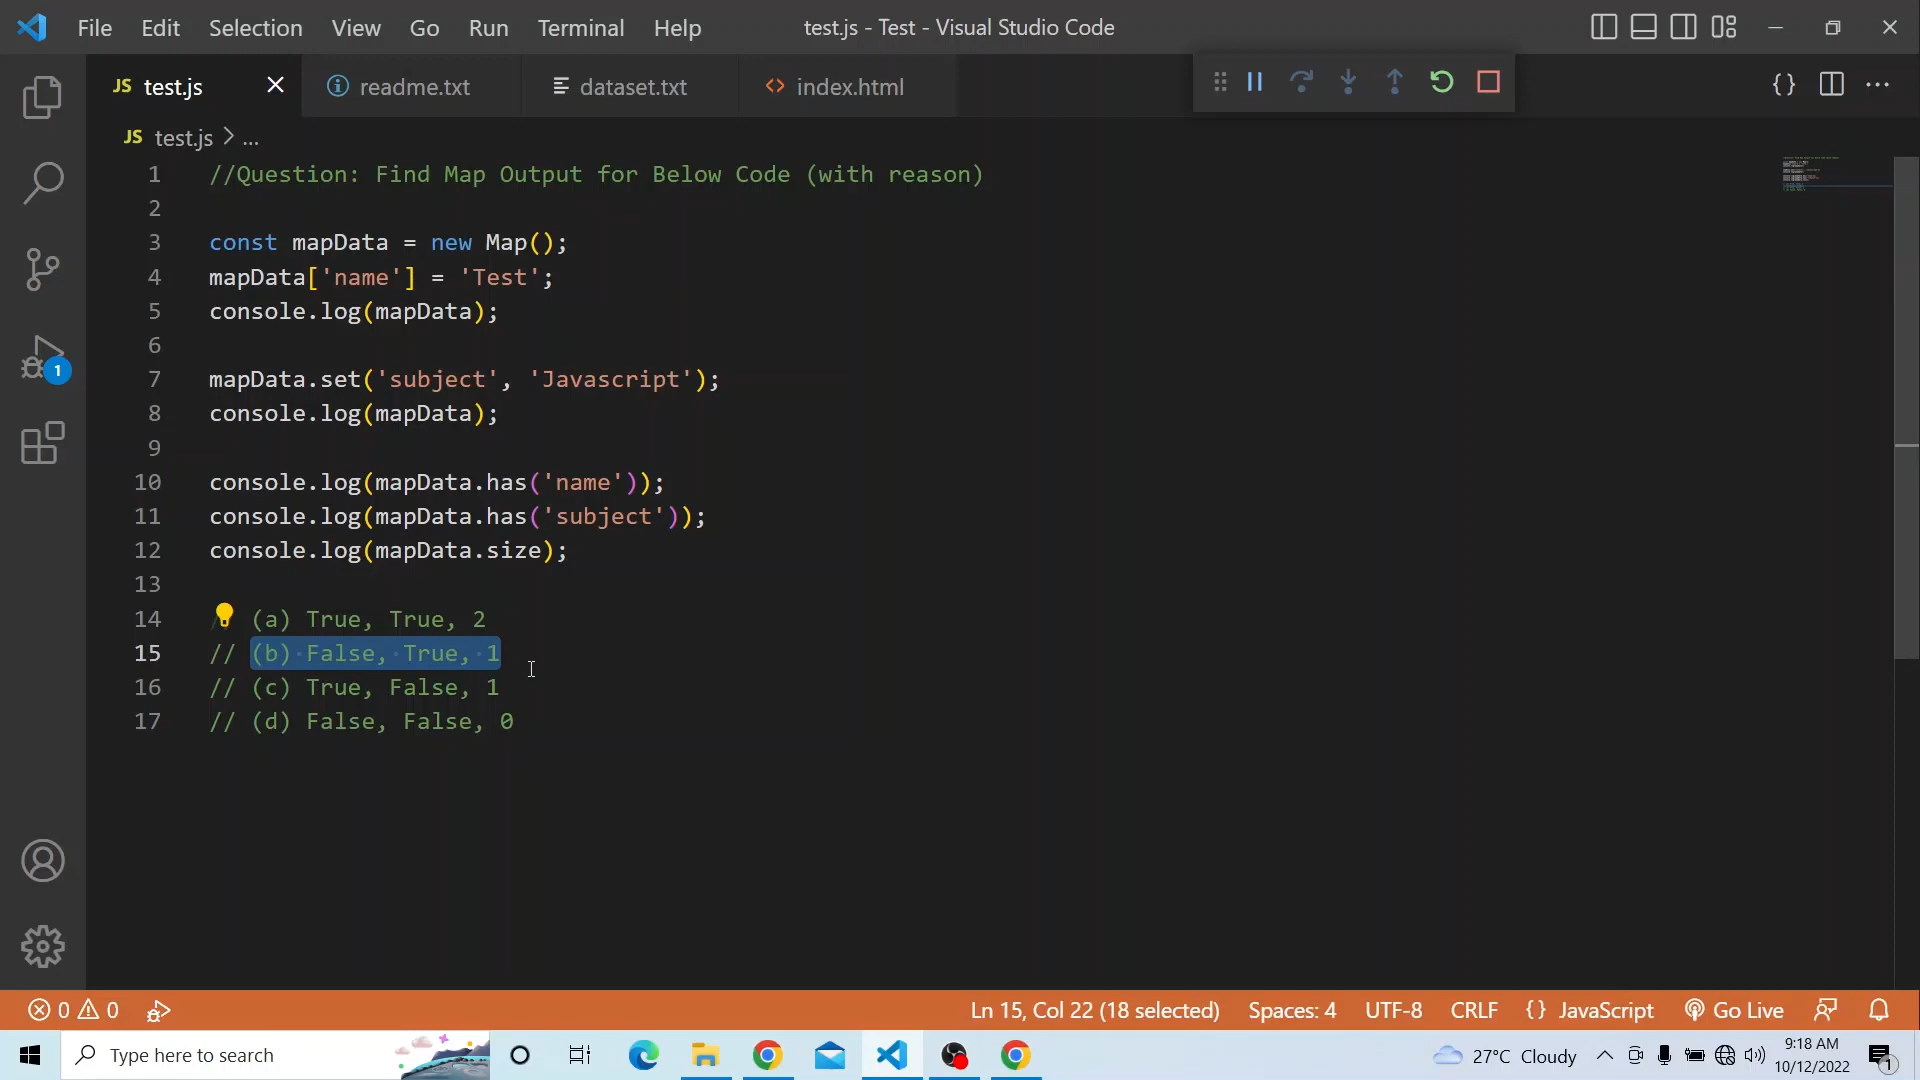 File Edit Selection View Go Run Terminal Help test.js - Test - Visual Studio Code
JS test.js readme.txt dataset.txt index.html
JS test.js > ...
1 //Question: Find Map Output for Below Code (with reason)
2
3 const mapData = new Map();
4 mapData['name'] = 'Test';
5 console.log(mapData);
6
7 mapData.set('subject', 'Javascript');
8 console.log(mapData);
9
10 console.log(mapData.has('name'));
11 console.log(mapData.has('subject'));
12 console.log(mapData.size);
13
14 (a) True, True, 2
15 // (b) False, True, 1
16 // (c) True, False, 1
17 // (d) False, False, 0
1
0 0 Ln 15, Col 22 (18 selected) Spaces: 4 UTF-8 CRLF {} JavaScript Go Live
Type here to search 27°C Cloudy 9:18 AM
10/12/2022
1